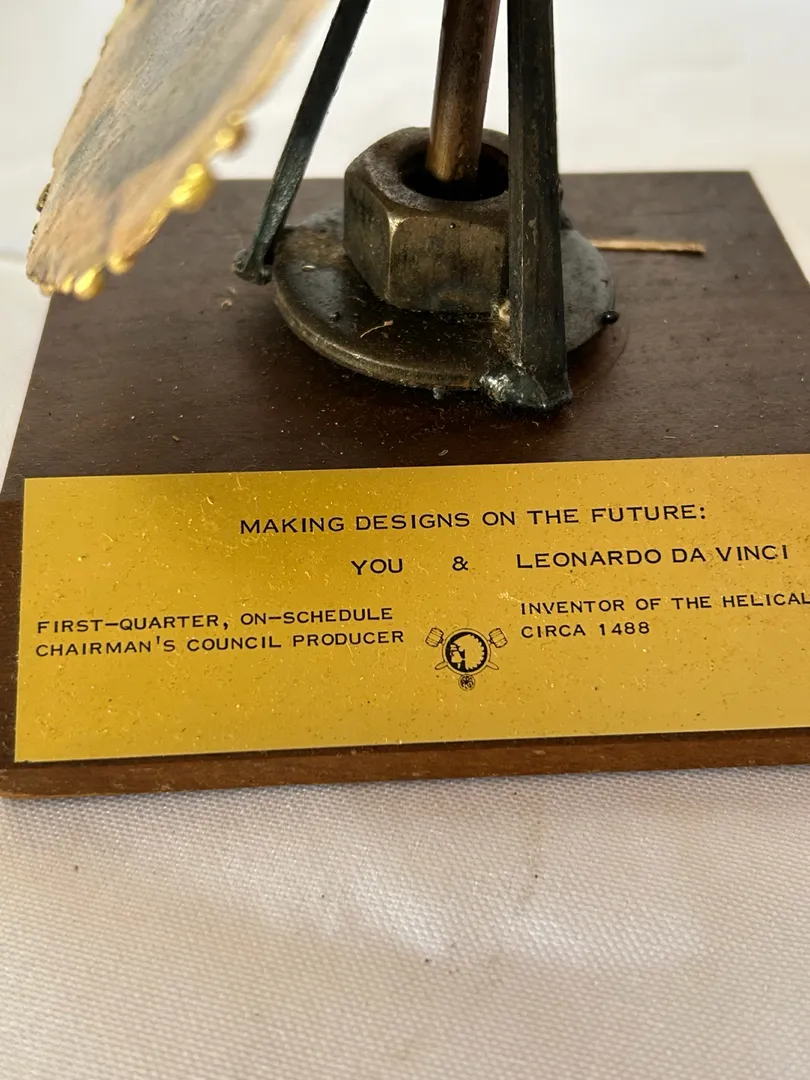 MAKING DESIGNS ON THE FUTURE:
YOU & LEONARDO DA VINCI
FIRST-QUARTER, ON-SCHEDULE
CHAIRMAN'S COUNCIL PRODUCER
INVENTOR OF THE HELICAL
CIRCA 1488